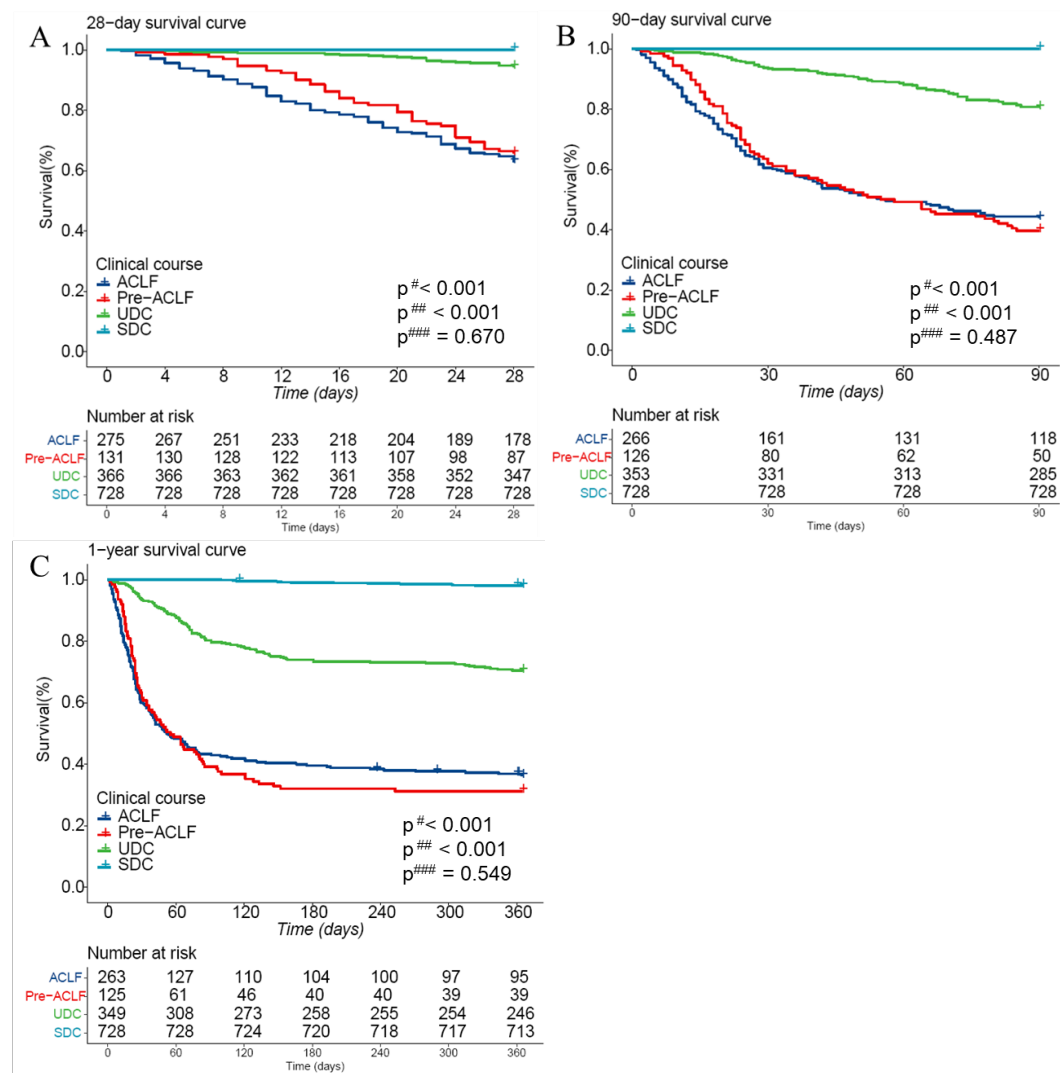 A
28−day survival curve
1.0
0.8
0.6
0.4
0.2
0.0
Survival(%)
Clinical course
ACLF
Pre−ACLF
UDC
SDC
p#< 0.001
p## < 0.001
p### = 0.670
0 4 8 12 16 20 24 28
Time (days)
Number at risk
ACLF 275 267 251 233 218 204 189 178
Pre−ACLF 131 130 128 122 113 107 98 87
UDC 366 366 363 362 361 358 352 347
SDC 728 728 728 728 728 728 728 728
0 4 8 12 16 20 24 28
Time (days)
B
90−day survival curve
1.0
0.8
0.6
0.4
0.2
0.0
Survival(%)
Clinical course
ACLF
Pre−ACLF
UDC
SDC
p#< 0.001
p## < 0.001
p### = 0.487
0 30 60 90
Time (days)
Number at risk
ACLF 266 161 131 118
Pre−ACLF 126 80 62 50
UDC 353 331 313 285
SDC 728 728 728 728
0 30 60 90
Time (days)
C
1−year survival curve
1.0
0.8
0.6
0.4
0.2
0.0
Survival(%)
Clinical course
ACLF
Pre−ACLF
UDC
SDC
p#< 0.001
p## < 0.001
p### = 0.549
0 60 120 180 240 300 360
Time (days)
Number at risk
ACLF 263 127 110 104 100 97 95
Pre−ACLF 125 61 46 40 40 39 39
UDC 349 308 273 258 255 254 246
SDC 728 728 724 720 718 717 713
0 60 120 180 240 300 360
Time (days)